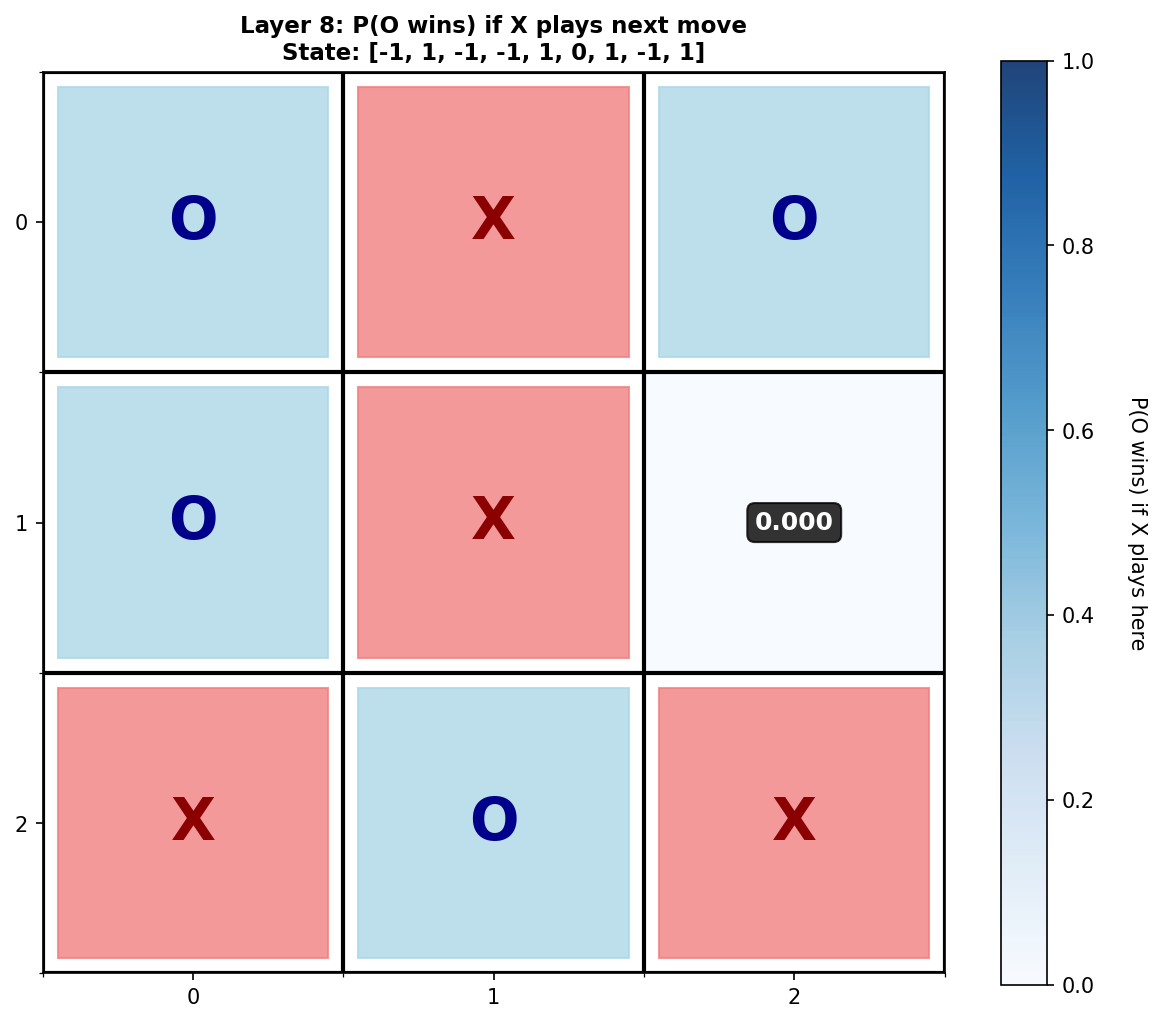 Layer 8: P(O wins) if X plays next move
State: [-1, 1, -1, -1, 1, 0, 1, -1, 1]
0
O
X
O
1
O
X
0.000
2
X
O
X
0
1
2
1.0
0.8
0.6
0.4
0.2
0.0
P(O wins) if X plays here